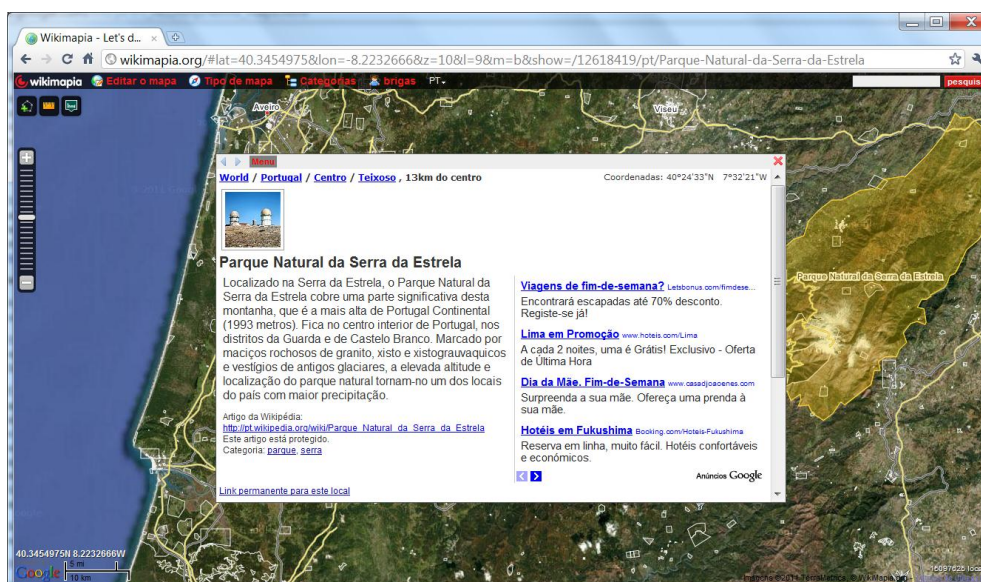 Wikimapia - Let's d...
wikimapia.org/#lat=40.3454975&lon=-8.2232666&z=10&l=9&m=b&show=/12618419/pt/Parque-Natural-da-Serra-da-Estrela
wikimapia Editar o mapa Tipo de mapa Categorias brigas PT pesquis
Aveiro
Viseu
Menu
World / Portugal / Centro / Teixoso , 13km do centro
Coordenadas: 40°24'33"N 7°32'21"W
Parque Natural da Serra da Estrela
Localizado na Serra da Estrela, o Parque Natural da
Serra da Estrela cobre uma parte significativa desta
montanha, que é a mais alta de Portugal Continental
(1993 metros). Fica no centro interior de Portugal, nos
distritos da Guarda e de Castelo Branco. Marcado por
maciços rochosos de granito, xisto e xistograuvaquicos
e vestígios de antigos glaciares, a elevada altitude e
localização do parque natural tornam-no um dos locais
do país com maior precipitação.
Artigo da Wikipédia:
http://pt.wikipedia.org/wiki/Parque_Natural_da_Serra_da_Estrela
Este artigo está protegido.
Categoria: parque, serra
Link permanente para este local
Viagens de fim-de-semana? Letsbonus.com/fimdese...
Encontrará escapadas até 70% desconto.
Registe-se já!
Lima em Promoção www.hoteis.com/Lima
A cada 2 noites, uma é Grátis! Exclusivo - Oferta
de Última Hora
Dia da Mãe. Fim-de-Semana www.casadjoaoenes.com
Surpreenda a sua mãe. Ofereça uma prenda à
sua mãe.
Hotéis em Fukushima Booking.com/Hoteis-Fukushima
Reserva em linha, muito fácil. Hotéis confortáveis
e económicos.
Anúncios Google
Parque Natural da Serra da Estrela
40.3454975N 8.2232666W
Google
5 mi
10 km